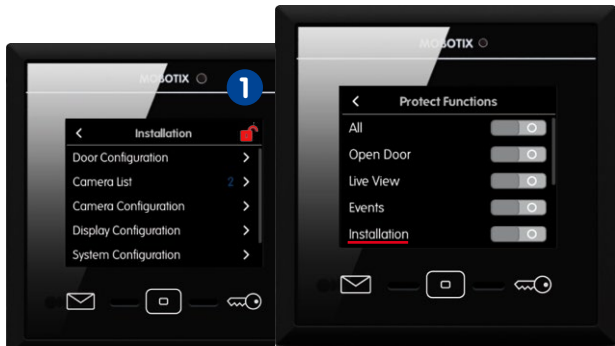 MOBOTIX
1
Installation
Door Configuration
Camera List 2
Camera Configuration
Display Configuration
System Configuration
MOBOTIX
Protect Functions
All
Open Door
Live View
Events
Installation